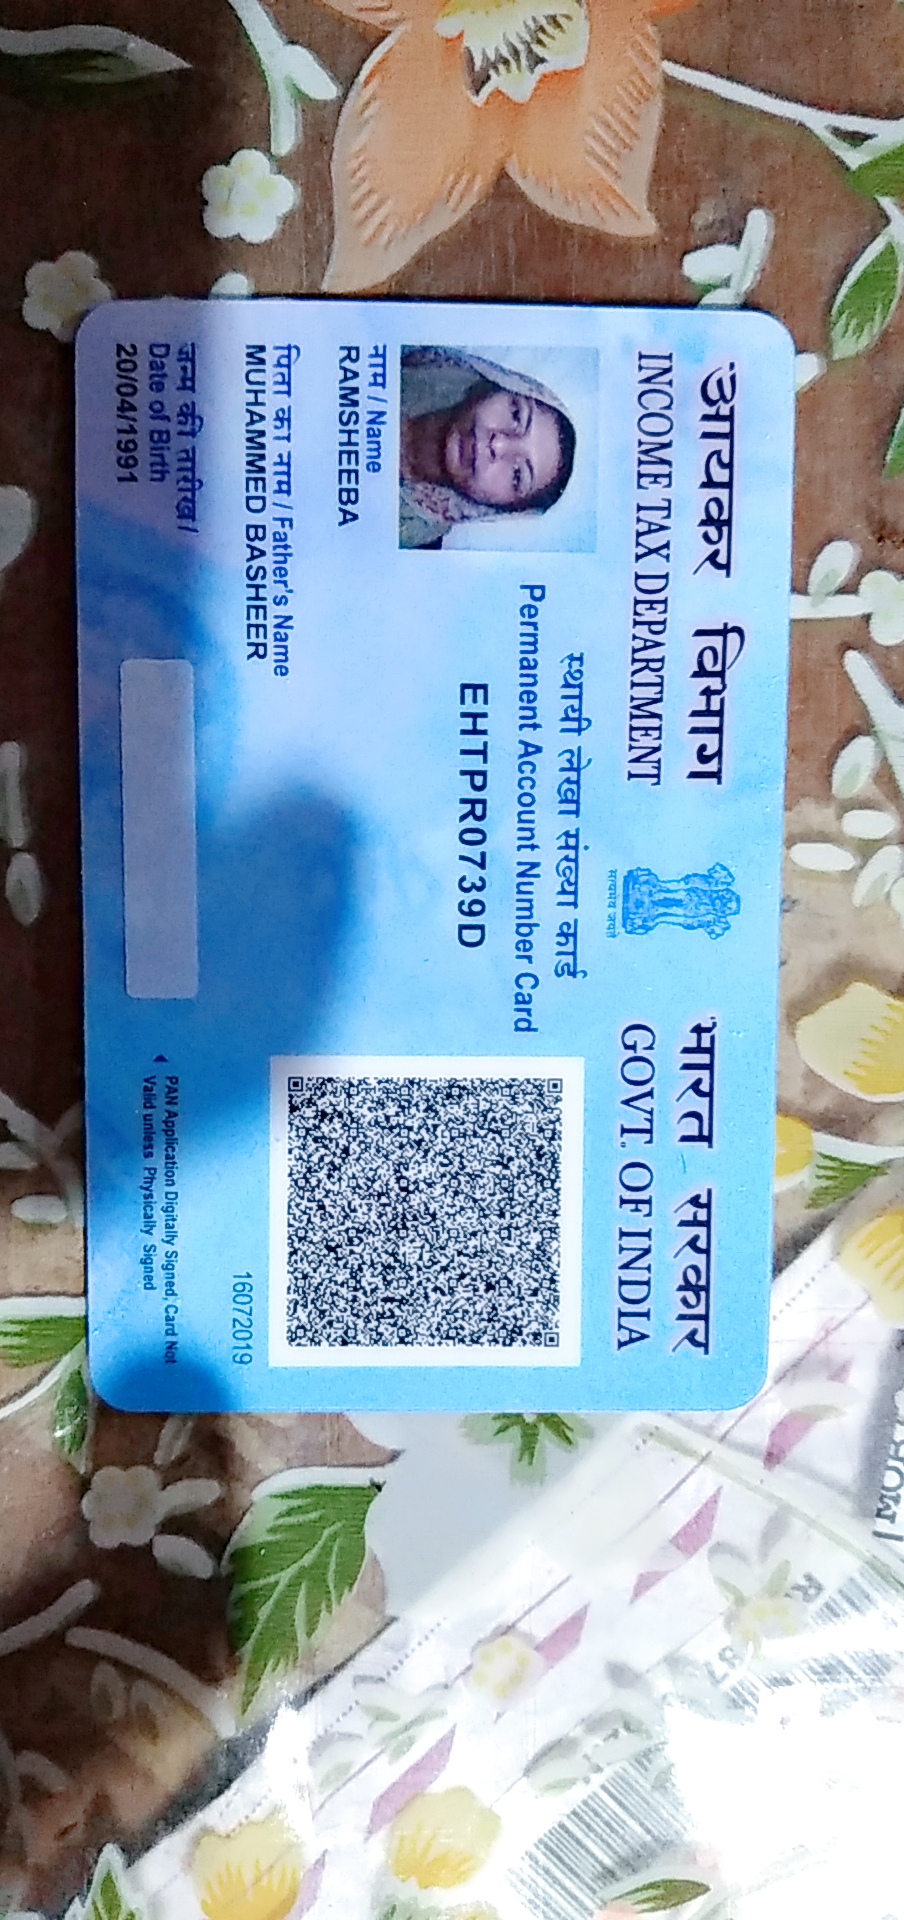 आयकर विभाग
INCOME TAX DEPARTMENT
सत्यमेव जयते
भारत सरकार
GOVT. OF INDIA
स्थायी लेखा संख्या कार्ड
Permanent Account Number Card
EHTPR0739D
नाम / Name
RAMSHEEBA
पिता का नाम / Father's Name
MUHAMMED BASHEER
जन्म की तारीख /
Date of Birth
20/04/1991
16072019
PAN Application Digitally Signed, Card Not
Valid unless Physically Signed